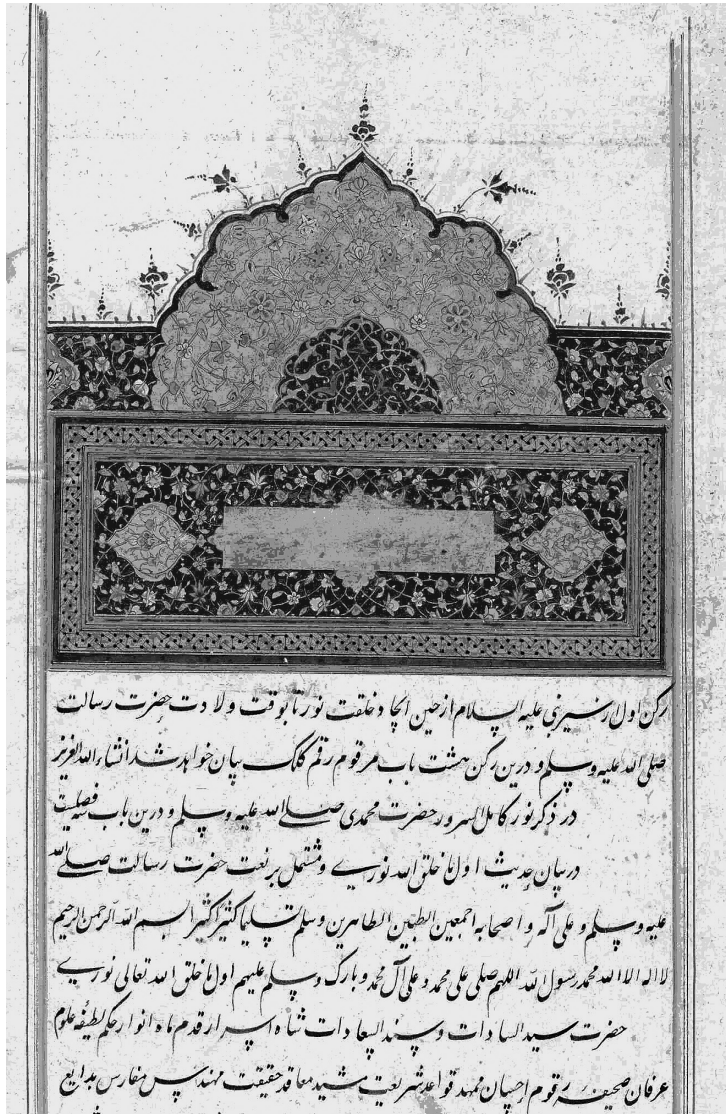 رکن اول در سیر نبی علیه السلام از حین ایجاد خلقت نور تا بوقت ولادت حضرت رسالت
صلی الله علیه وسلم و درین رکن هشت باب مرقوم رقم کلک بیان خواهد شد انشاء الله العزیز
در ذکر نور کامل السرور حضرت محمدی صلی الله علیه وسلم و درین باب فصلیست
در بیان حدیث اول ما خلق الله نوری و مشتمل بر نعت حضرت رسالت صلی الله
علیه وسلم و علی آله و اصحابه اجمعین الطیبین الطاهرین وسلم تسلیما کثیرا کثیرا بسم الله الرحمن الرحیم
لا اله الا الله محمد رسول الله اللهم صلی علی محمد و علی آل محمد و بارک وسلم علیهم اول ما خلق الله تعالی نوری
حضرت سید السادات و سند السعادات شاه اسرار قدم ماه انوار حکم لطیفه علوم
عرفان صحیفه رقوم احسان ممهد قواعد شریعت مشید معاقد حقیقت مهندس مفارس بدایع